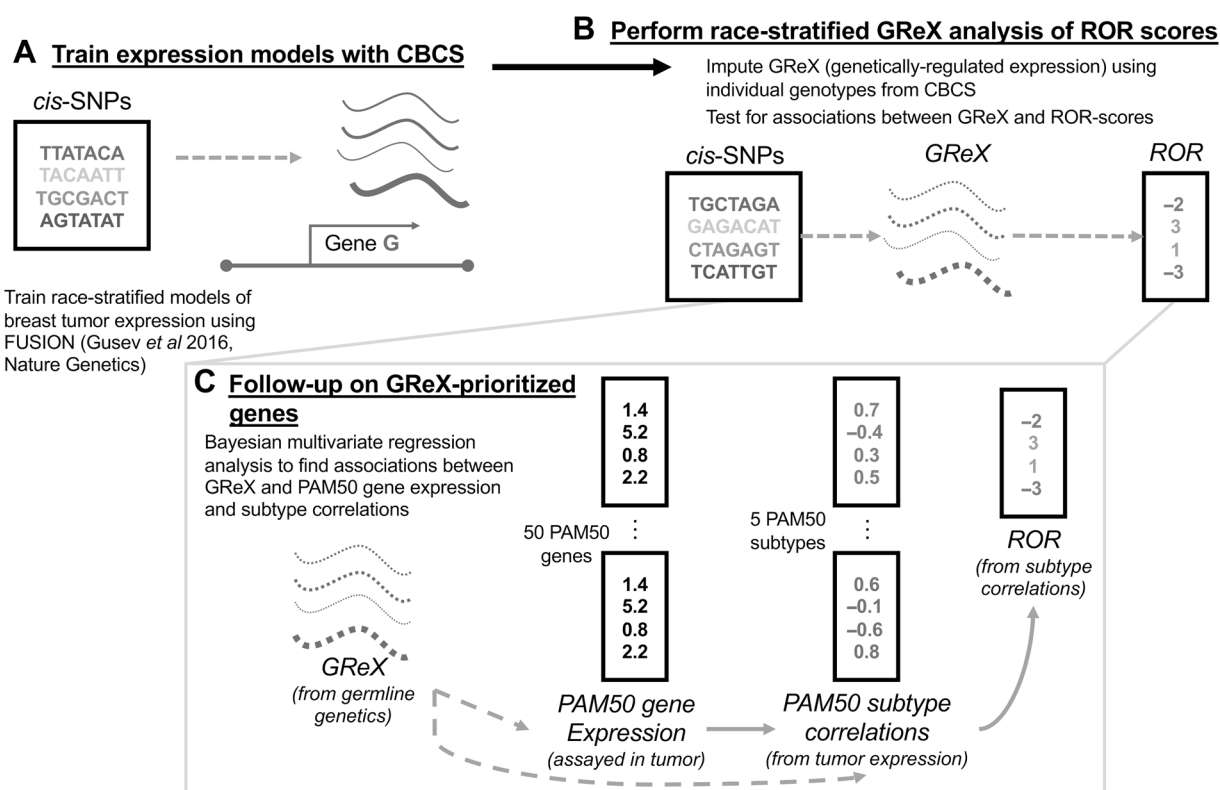 A Train expression models with CBCS
cis-SNPs
TTATACA
TACAATT
TGCGACT
AGTATAT
Gene G
Train race-stratified models of
breast tumor expression using
FUSION (Gusev et al 2016,
Nature Genetics)
B Perform race-stratified GReX analysis of ROR scores
Impute GReX (genetically-regulated expression) using
individual genotypes from CBCS
Test for associations between GReX and ROR-scores
cis-SNPs
TGCTAGA
GAGACAT
CTAGAGT
TCATTGT
GReX
ROR
–2
3
1
–3
C Follow-up on GReX-prioritized
genes
Bayesian multivariate regression
analysis to find associations between
GReX and PAM50 gene expression
and subtype correlations
GReX
(from germline
genetics)
1.4
5.2
0.8
2.2
50 PAM50
genes
⋮
1.4
5.2
0.8
2.2
PAM50 gene
Expression
(assayed in tumor)
0.7
–0.4
0.3
0.5
5 PAM50
subtypes
⋮
0.6
–0.1
–0.6
0.8
PAM50 subtype
correlations
(from tumor expression)
–2
3
1
–3
ROR
(from subtype
correlations)